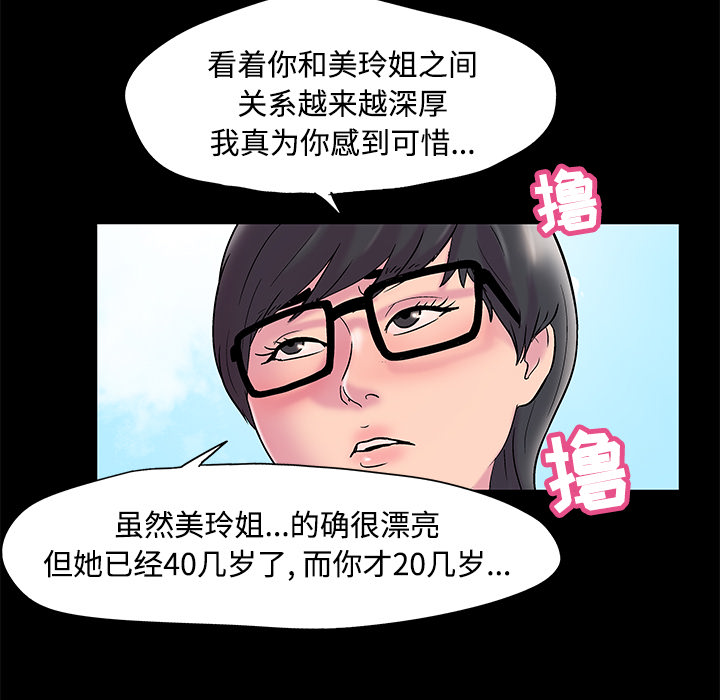 看着你和美玲姐之间
关系越来越深厚
我真为你感到可惜...
撸
撸
虽然美玲姐...的确很漂亮
但她已经40几岁了, 而你才20几岁...